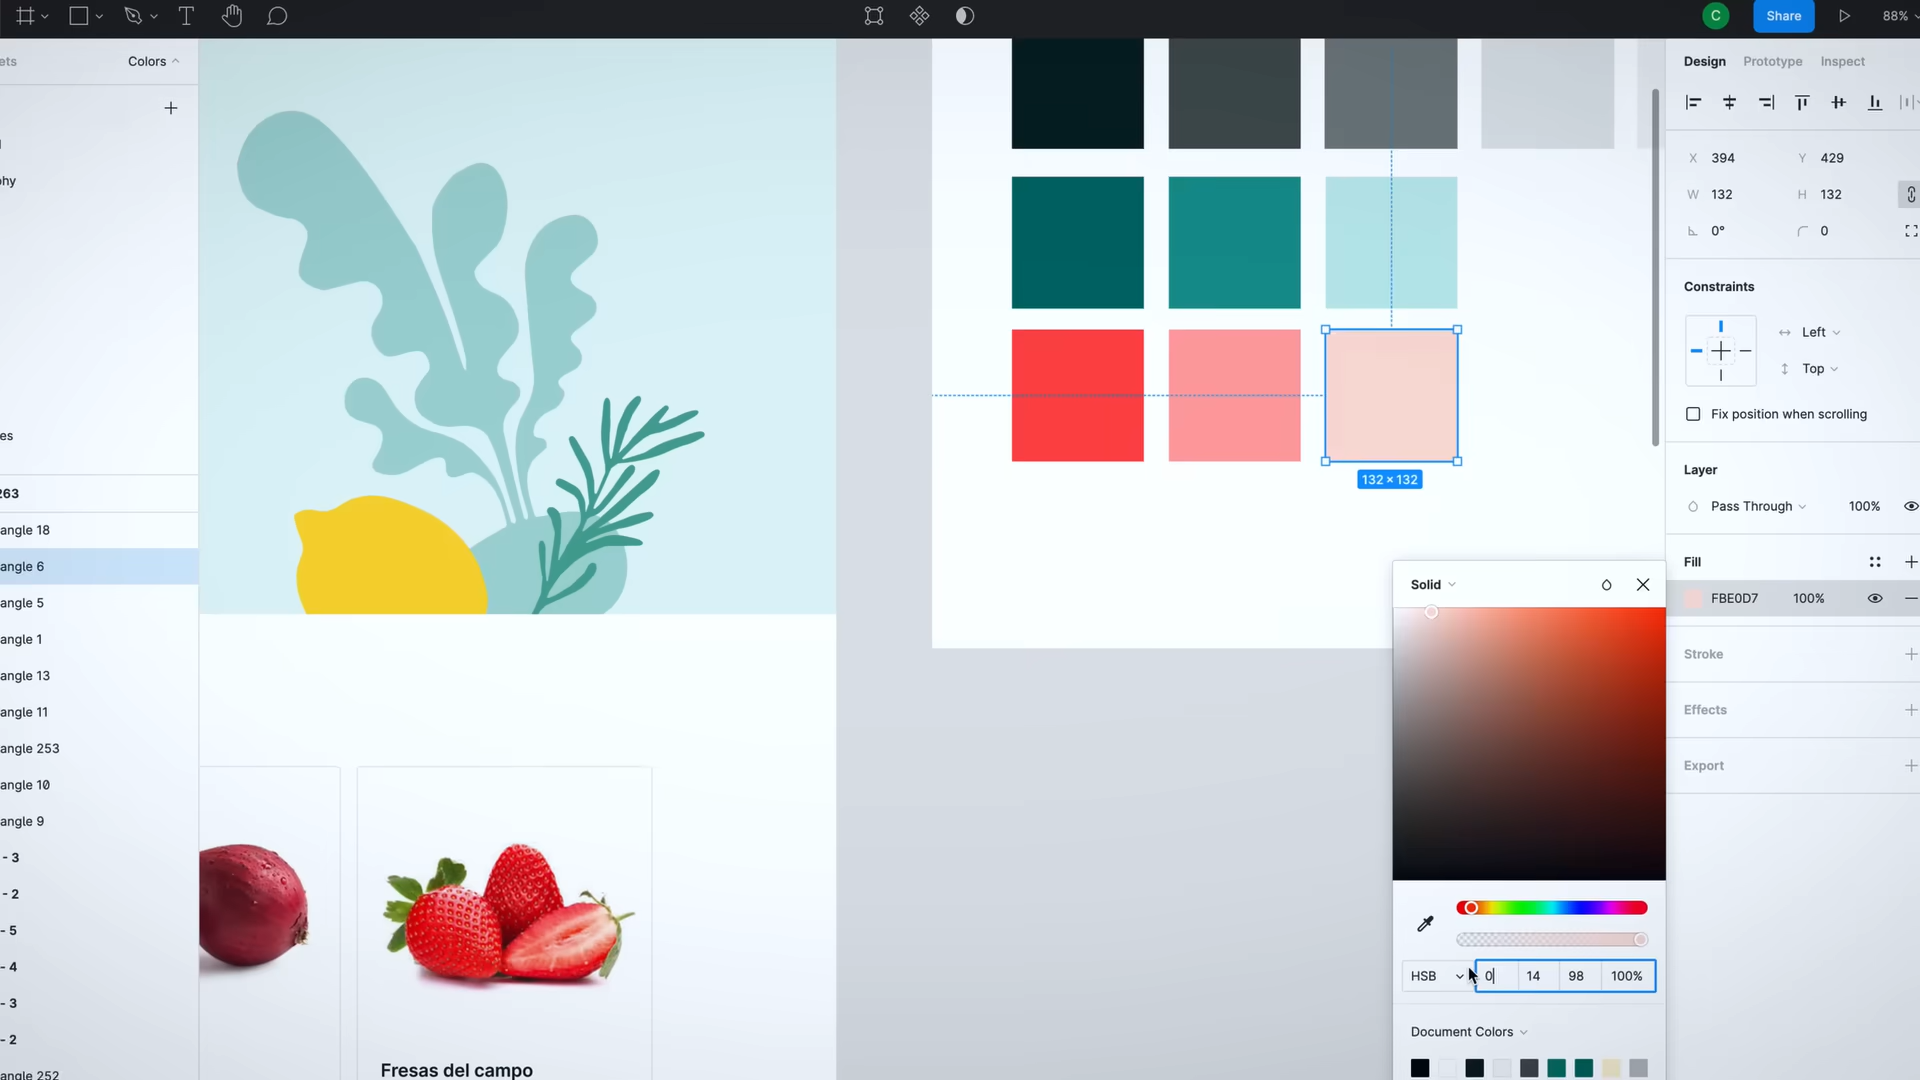 T
C
Share
88%
ets
Colors
Design
Prototype
Inspect
X 394
Y 429
phy
W 132
H 132
0°
0
Constraints
Left
Top
Fix position when scrolling
es
Layer
132 × 132
263
Pass Through
100%
angle 18
Fill
angle 6
Solid
FBE0D7
100%
angle 5
angle 1
Stroke
angle 13
Effects
angle 11
angle 253
Export
angle 10
angle 9
- 3
- 2
- 5
- 4
HSB
0
14
98
100%
- 3
Document Colors
- 2
Fresas del campo
angle 252